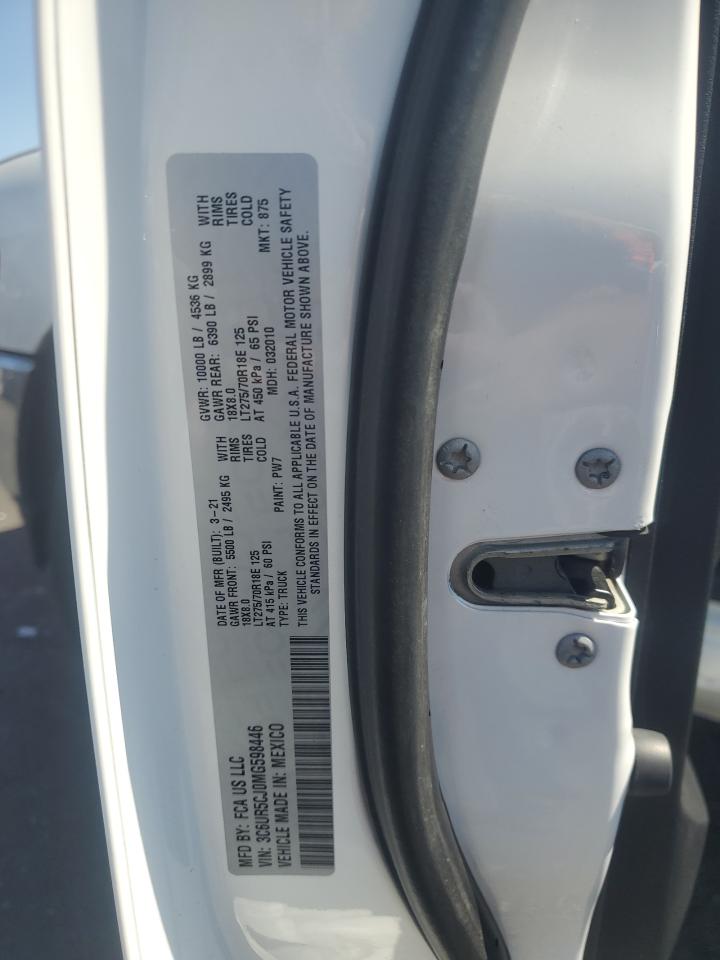 MFD BY: FCA US LLC
VIN: 3C6UR5CJ0MG598446
VEHICLE MADE IN: MEXICO
DATE OF MFR (BUILT): 3-21
GAWR FRONT: 5500 LB / 2495 KG WITH
18X8.0 RIMS
LT275/70R18E 125 TIRES
AT 415 kPa / 60 PSI COLD
TYPE: TRUCK PAINT: PW7
GVWR: 10000 LB / 4536 KG
GAWR REAR: 6390 LB / 2899 KG WITH
18X8.0 RIMS
LT275/70R18E 125 TIRES
AT 450 kPa / 65 PSI COLD
MDH: 032010 MKT: 875
THIS VEHICLE CONFORMS TO ALL APPLICABLE U.S.A. FEDERAL MOTOR VEHICLE SAFETY
STANDARDS IN EFFECT ON THE DATE OF MANUFACTURE SHOWN ABOVE.